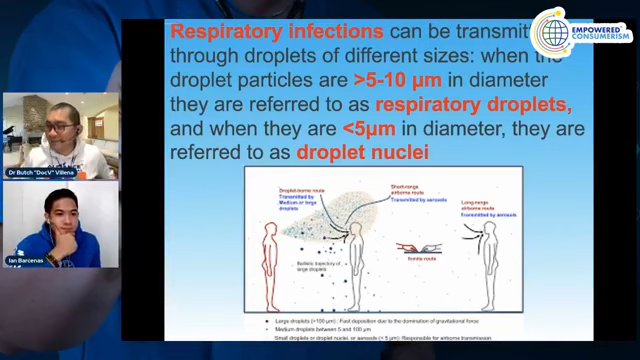 Respiratory infections can be transmit
through droplets of different sizes: when the
droplet particles are >5-10 µm in diameter
they are referred to as respiratory droplets,
and when they are <5µm in diameter, they are
referred to as droplet nuclei
EMPOWERED
CONSUMERISM
Dr Butch "DocV" Villena
Ian Barcenas
Droplet-borne route
Transmitted by
Medium or large
droplets
Short-range
airborne route
Transmitted by aerosols
Long-range
airborne route
Transmitted by aerosols
fomite route
Ballistic trajectory of
large droplets
Large droplets (>100 µm): Fast deposition due to the domination of gravitational force
Medium droplets between 5 and 100 µm
Small droplets or droplet nuclei, or aerosols (< 5 µm): Responsible for airborne transmission